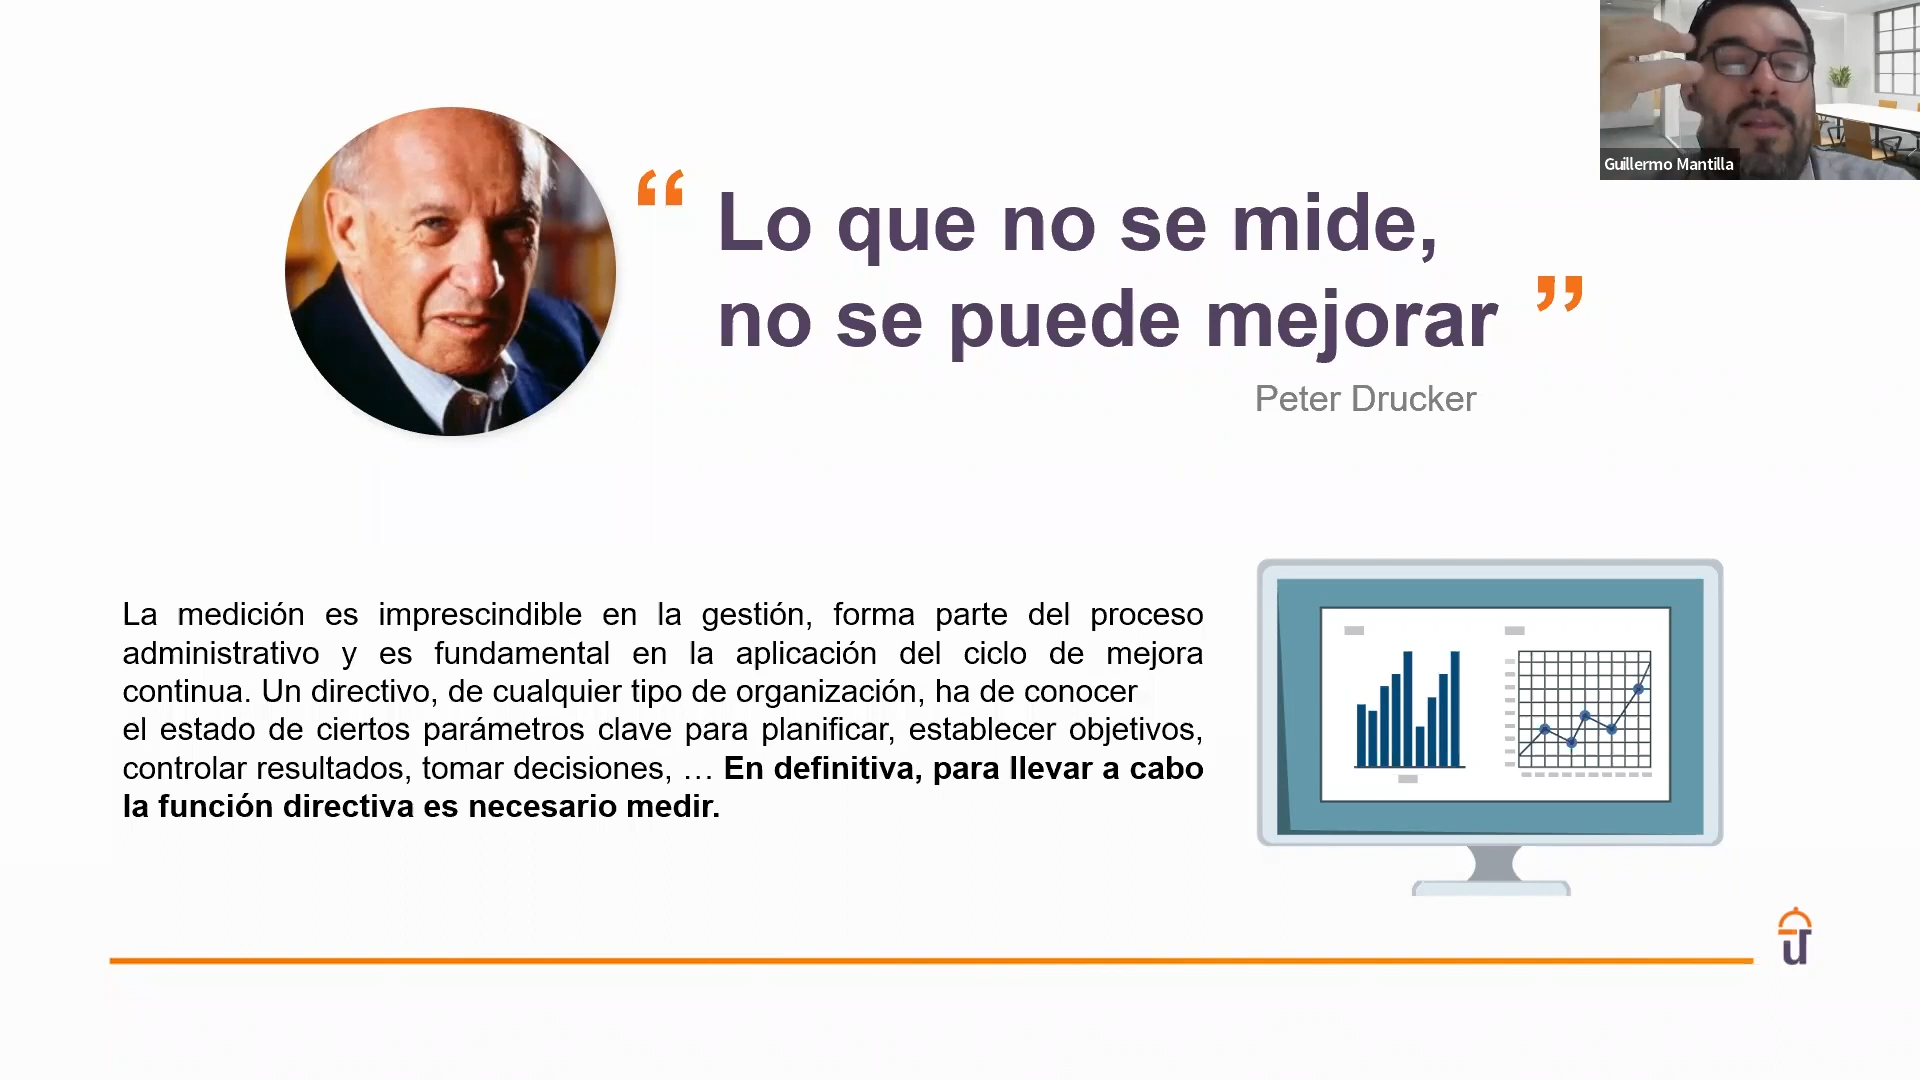 Guillermo Mantilla
“ Lo que no se mide,
no se puede mejorar ”
Peter Drucker
La medición es imprescindible en la gestión, forma parte del proceso
administrativo y es fundamental en la aplicación del ciclo de mejora
continua. Un directivo, de cualquier tipo de organización, ha de conocer
el estado de ciertos parámetros clave para planificar, establecer objetivos,
controlar resultados, tomar decisiones, … En definitiva, para llevar a cabo
la función directiva es necesario medir.